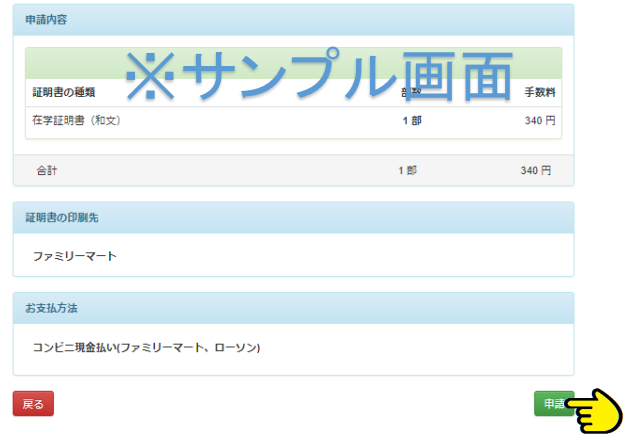 申請内容
※サンプル画面
証明書の種類 部数 手数料
在学証明書（和文） 1 部 340 円
合計 1 部 340 円
証明書の印刷先
ファミリーマート
お支払方法
コンビニ現金払い(ファミリーマート、ローソン)
戻る 申請